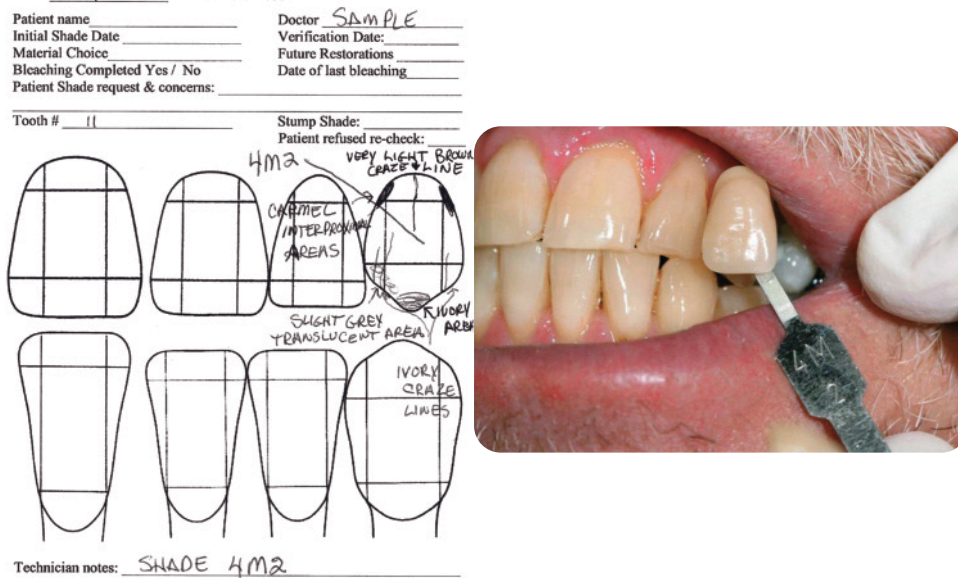 Patient name Doctor SAMPLE
Initial Shade Date Verification Date:
Material Choice Future Restorations
Bleaching Completed Yes / No Date of last bleaching
Patient Shade request & concerns:
Tooth # 11 Stump Shade:
Patient refused re-check:
4M2 VERY LIGHT BROWN
CRAZE LINE
CARMEL
INTERPROXIMAL
AREAS
IVORY
AREA
SLIGHT GREY
TRANSLUCENT AREA
IVORY
CRAZE
LINES
4M
2
Technician notes: SHADE 4M2